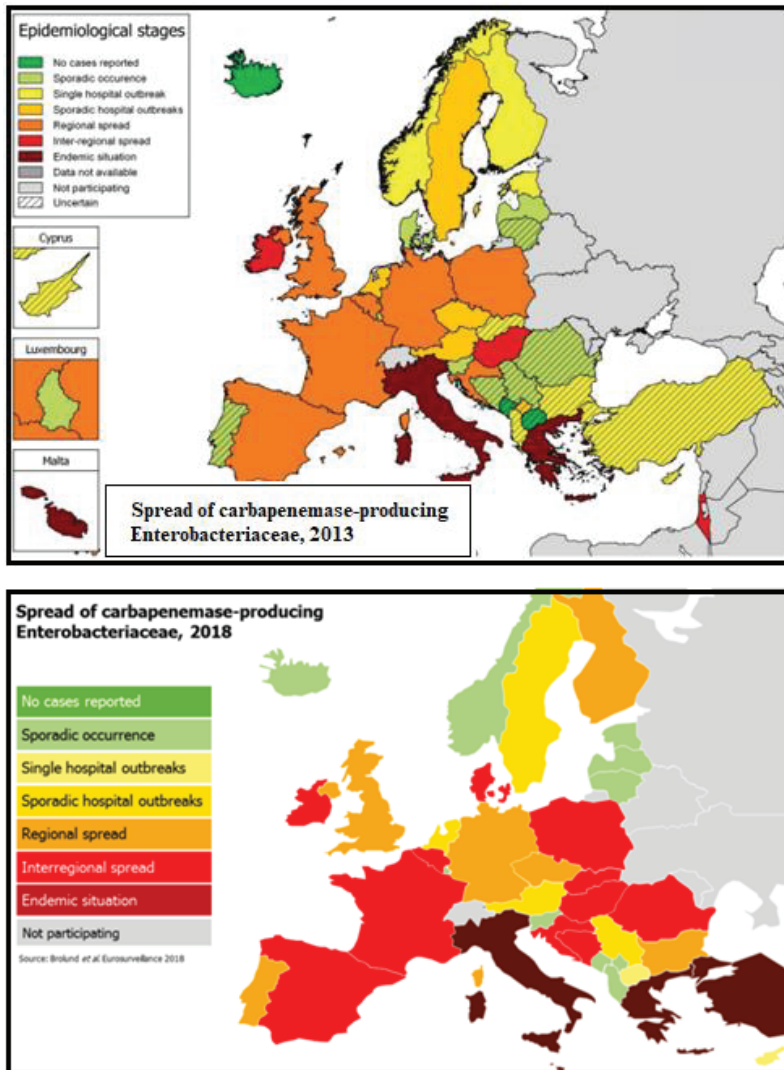 Epidemiological stages
No cases reported
Sporadic occurence
Single hospital outbreak
Sporadic hospital outbreaks
Regional spread
Inter-regional spread
Endemic situation
Data not available
Not participating
Uncertain
Cyprus
Luxembourg
Malta
Spread of carbapenemase-producing
Enterobacteriaceae, 2013
Spread of carbapenemase-producing
Enterobacteriaceae, 2018
No cases reported
Sporadic occurrence
Single hospital outbreaks
Sporadic hospital outbreaks
Regional spread
Interregional spread
Endemic situation
Not participating
Source: Brolund et al. Eurosurveillance 2018